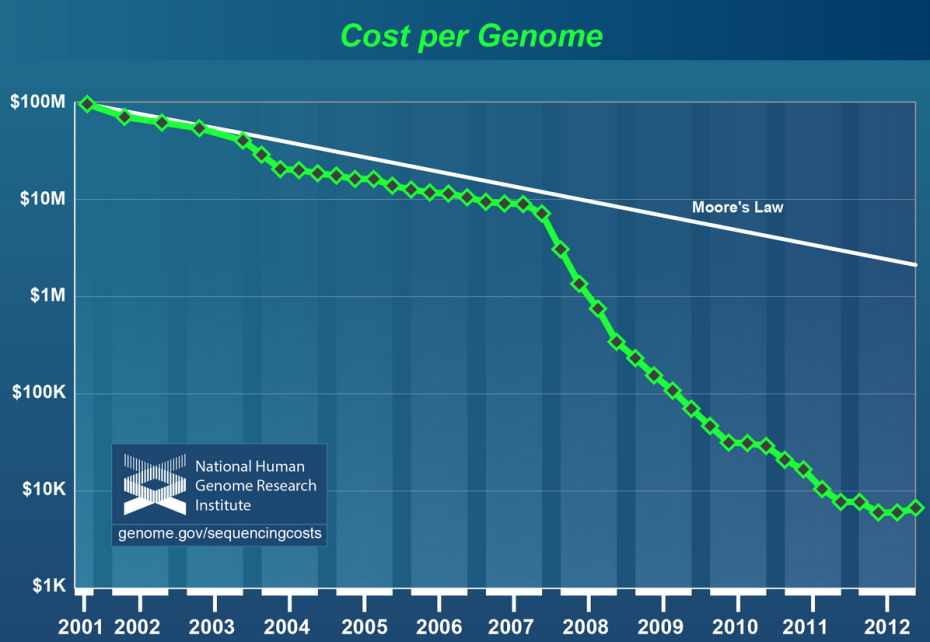 Cost per Genome
$100M
$10M
Moore's Law
$1M
$100K
National Human
Genome Research
Institute
$10K
genome.gov/sequencingcosts
$1K
2001 2002 2003 2004 2005 2006 2007 2008 2009 2010 2011 2012